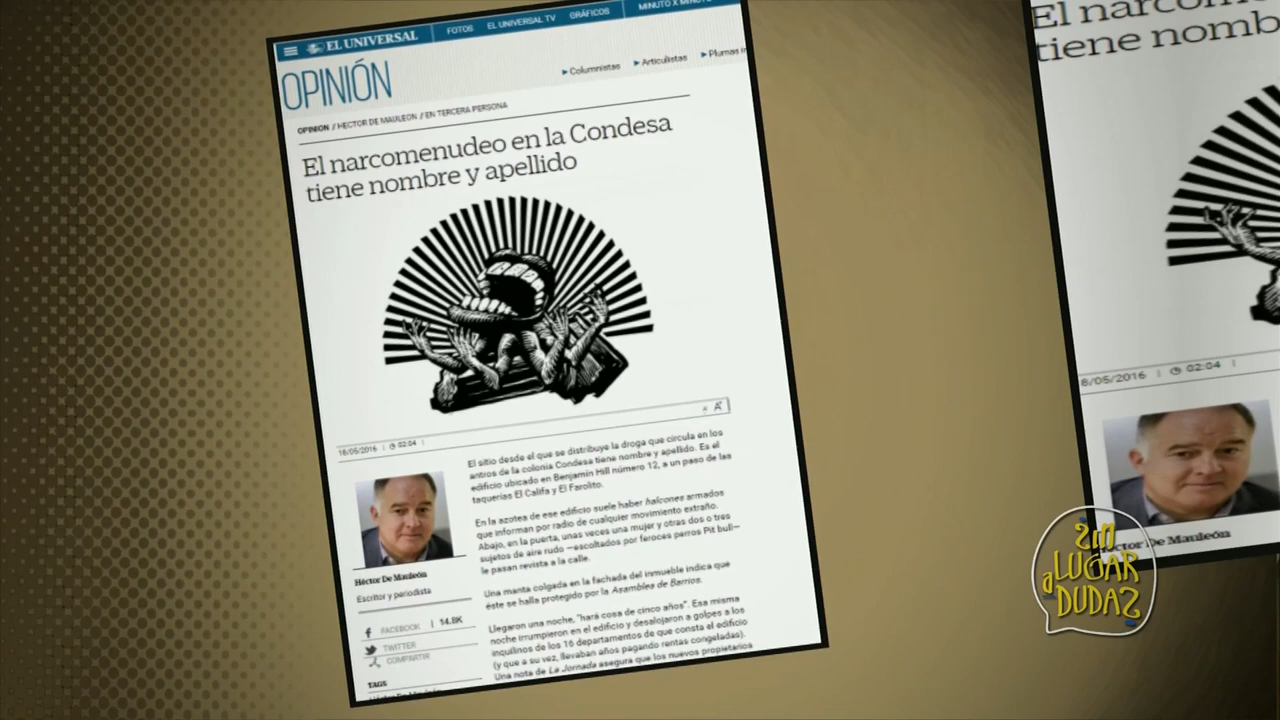 EL UNIVERSAL
FOTOS
EL UNIVERSAL TV
GRÁFICOS
MINUTO X MINUTO
OPINIÓN
Columnistas
Articulistas
Plumas
OPINION // HECTOR DE MAULEON // EN TERCERA PERSONA
El narcomenudeo en la Condesa
tiene nombre y apellido
18/05/2016 | 02:04 |
A
El sitio desde el que se distribuye la droga que circula en los
antros de la colonia Condesa tiene nombre y apellido. Es el
edificio ubicado en Benjamín Hill número 12, a un paso de las
taquerías El Califa y El Farolito.
En la azotea de ese edificio suele haber halcones armados
que informan por radio de cualquier movimiento extraño.
Abajo, en la puerta, unas veces una mujer y otras dos o tres
sujetos de aire rudo —escoltados por feroces perros Pit bull—
le pasan revista a la calle.
Una manta colgada en la fachada del inmueble indica que
éste se halla protegido por la Asamblea de Barrios.
Llegaron una noche, "hará cosa de cinco años". Esa misma
noche irrumpieron en el edificio y desalojaron a golpes a los
inquilinos de los 16 departamentos de que consta el edificio
(y que a su vez, llevaban años pagando rentas congeladas).
Una nota de La Jornada asegura que los nuevos propietarios
Héctor De Mauleón
Escritor y periodista
FACEBOOK | 14.8K
TWITTER
COMPARTIR
TAGS
El narcom
tiene nomb
8/05/2016 | 02:04 |
De Mauleón
SIN
LUGAR
a
DUDAS